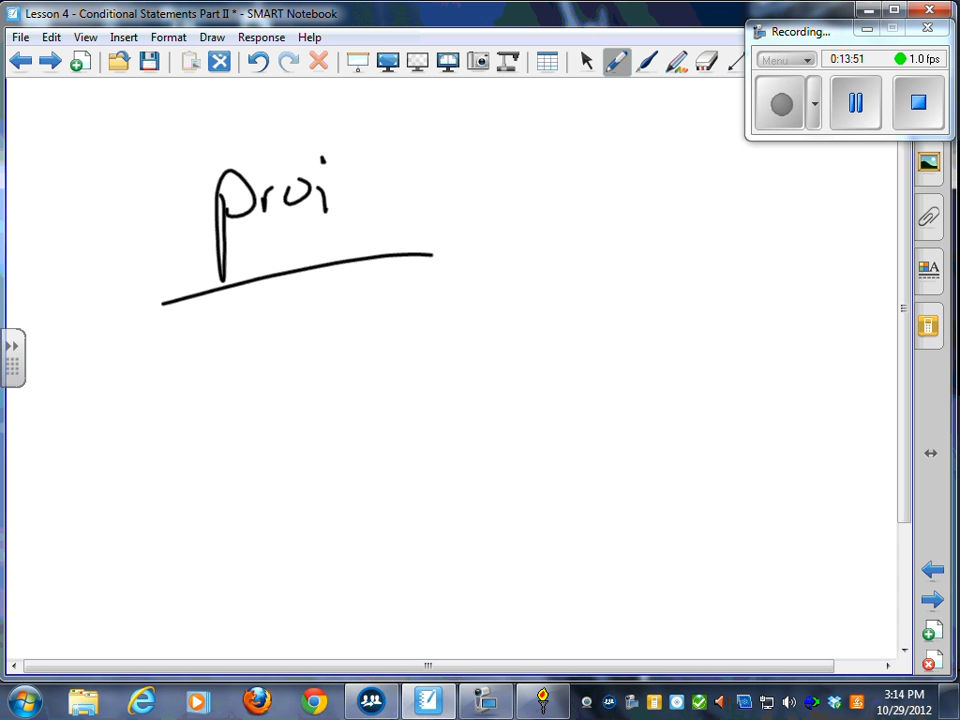 Lesson 4 - Conditional Statements Part II * - SMART Notebook
File Edit View Insert Format Draw Response Help
Recording...
Menu 0:13:51 1.0 fps
proi
3:14 PM
10/29/2012